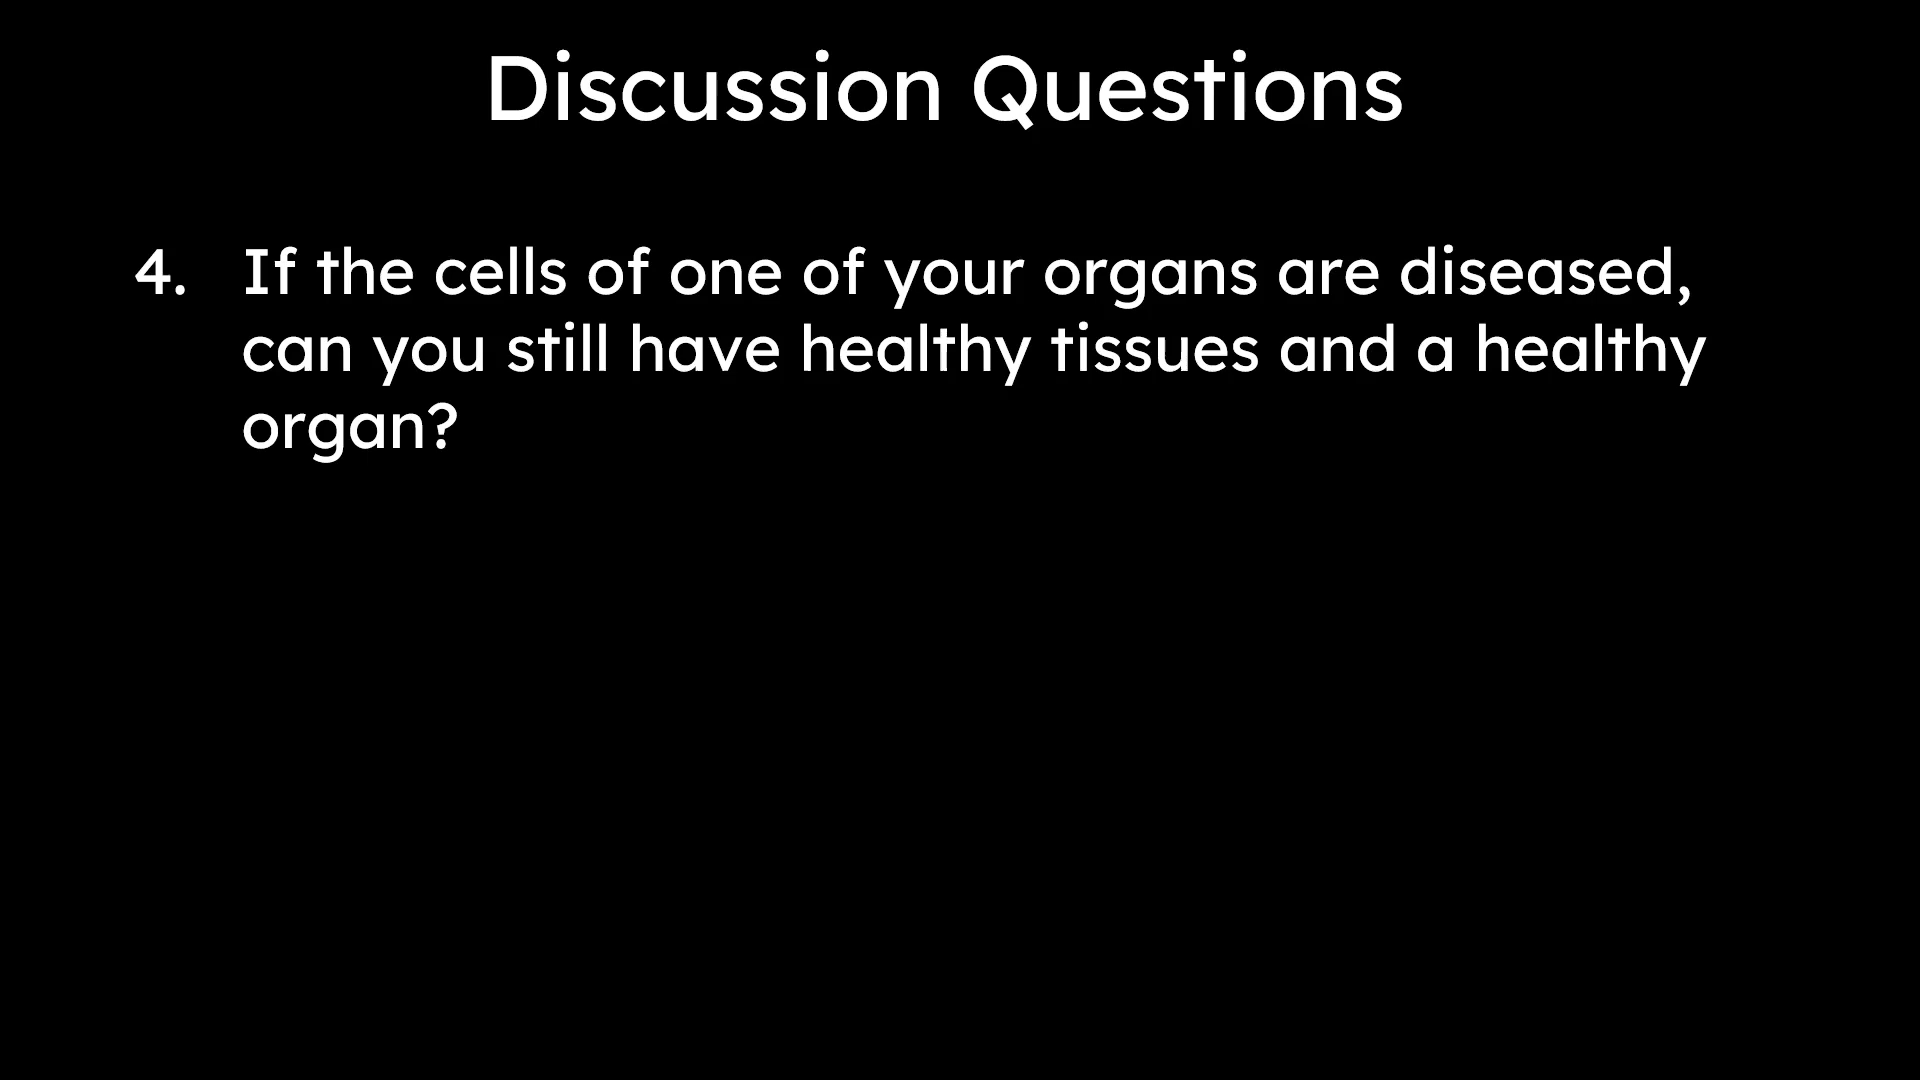 Discussion Questions
4. If the cells of one of your organs are diseased,
can you still have healthy tissues and a healthy
organ?